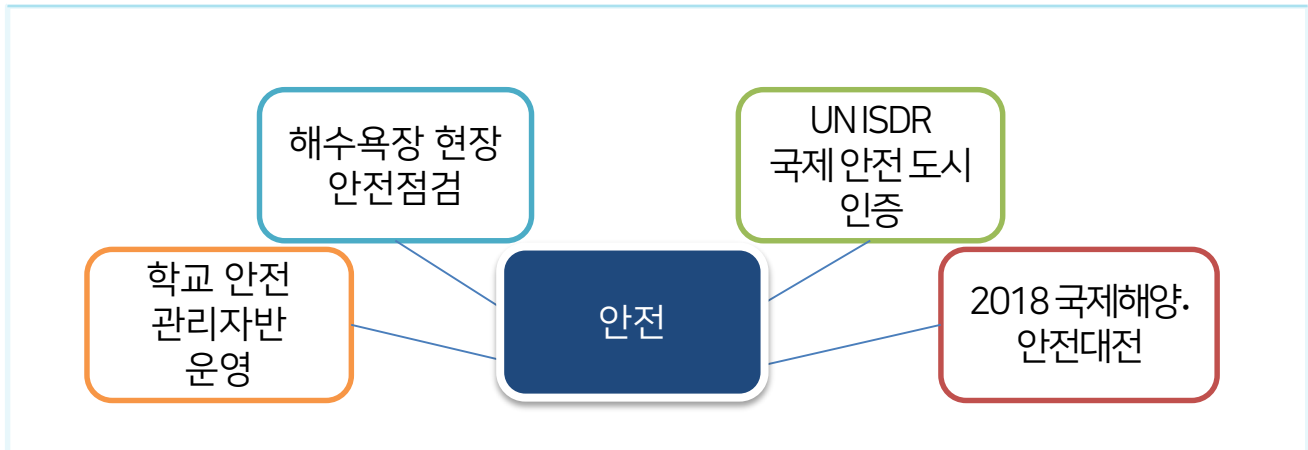 해수욕장 현장
안전점검
UN ISDR
국제 안전 도시
인증
학교 안전
관리자반
운영
안전
2018 국제해양·
안전대전